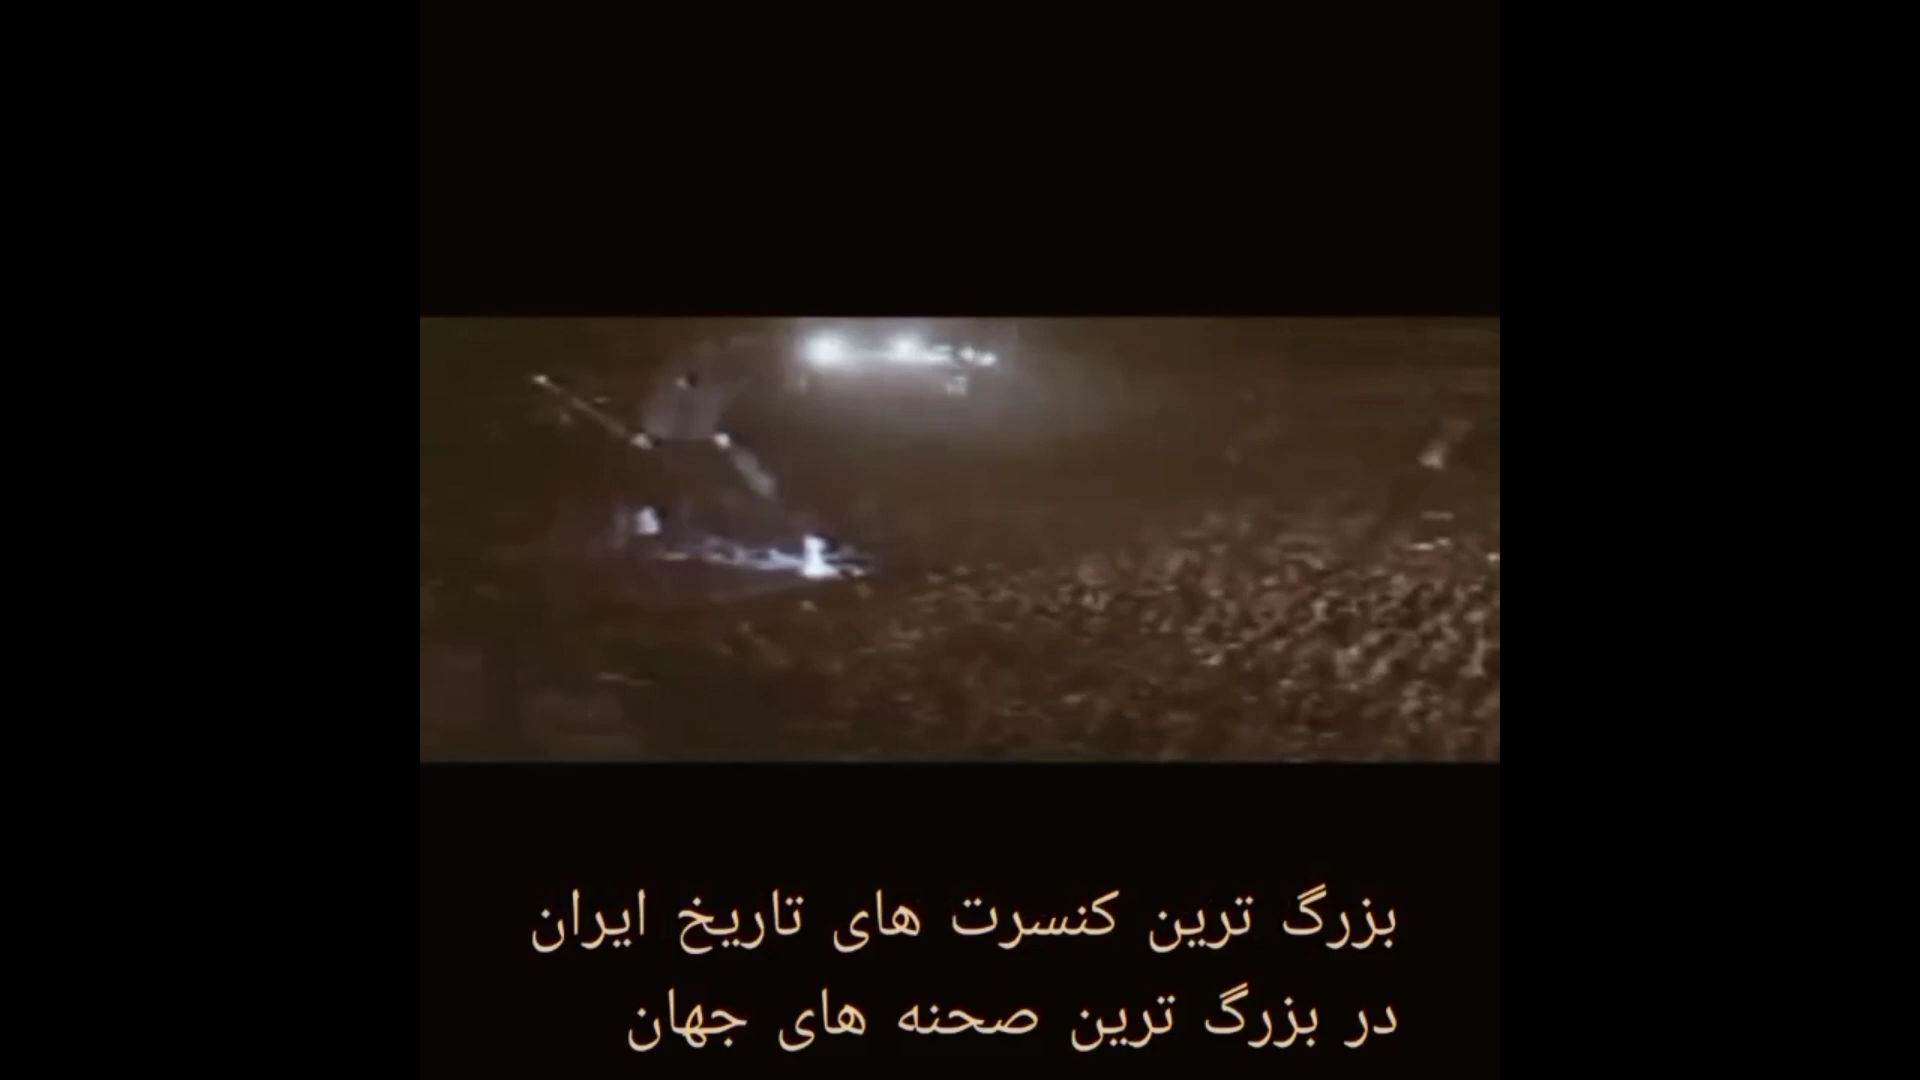 بزرگ ترین کنسرت های تاریخ ایران
در بزرگ ترین صحنه های جهان